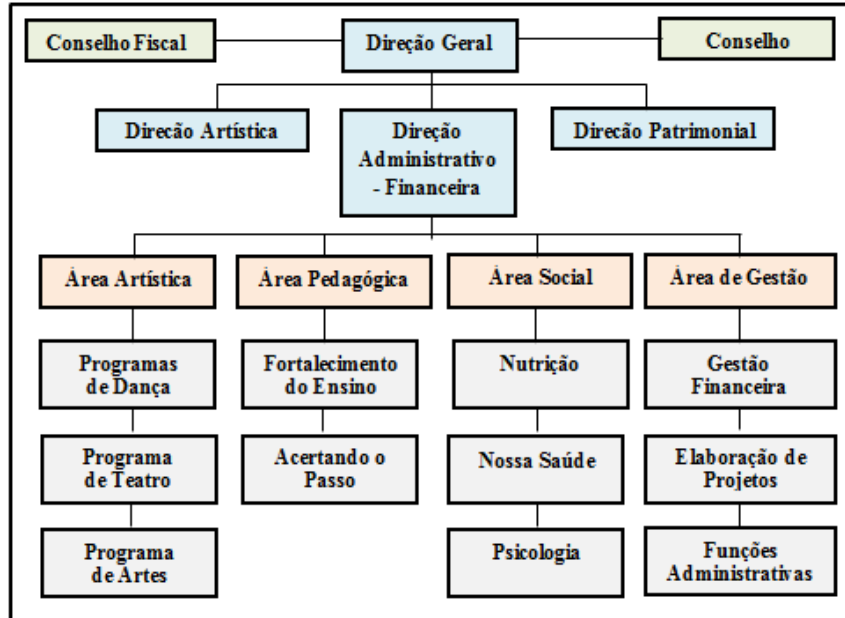 Conselho Fiscal
Direção Geral
Conselho
Direcão Artística
Direção
Administrativo
- Financeira
Direcão Patrimonial
Área Artística
Área Pedagógica
Área Social
Área de Gestão
Programas
de Dança
Fortalecimento
do Ensino
Nutrição
Gestão
Financeira
Programa
de Teatro
Acertando o
Passo
Nossa Saúde
Elaboração de
Projetos
Programa
de Artes
Psicologia
Funções
Administrativas